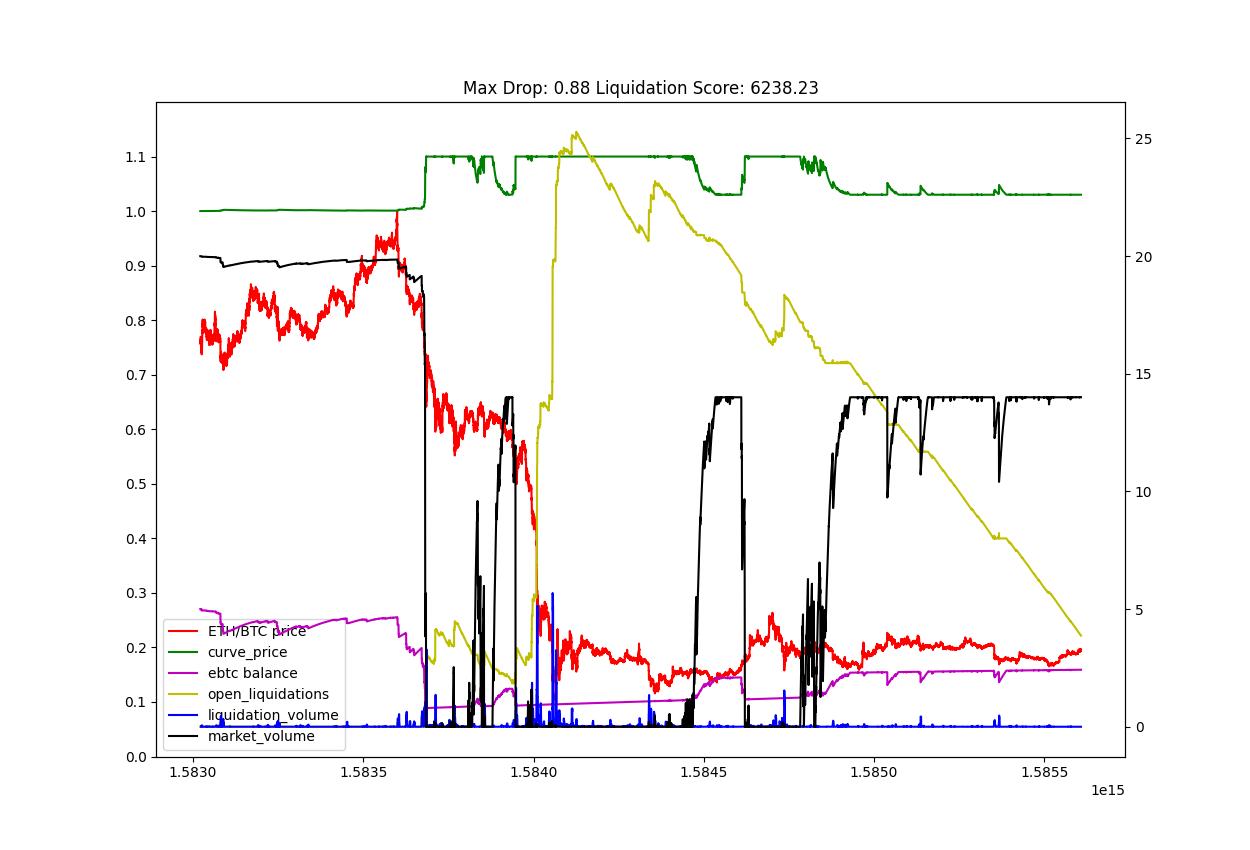 Max Drop: 0.88 Liquidation Score: 6238.23
1.1
1.0
0.9
0.8
0.7
0.6
0.5
0.4
0.3
0.2
0.1
0.0
25
20
15
10
5
0
ETH/BTC price
curve_price
ebtc balance
open_liquidations
liquidation_volume
market_volume
1.5830 1.5835 1.5840 1.5845 1.5850 1.5855
1e15